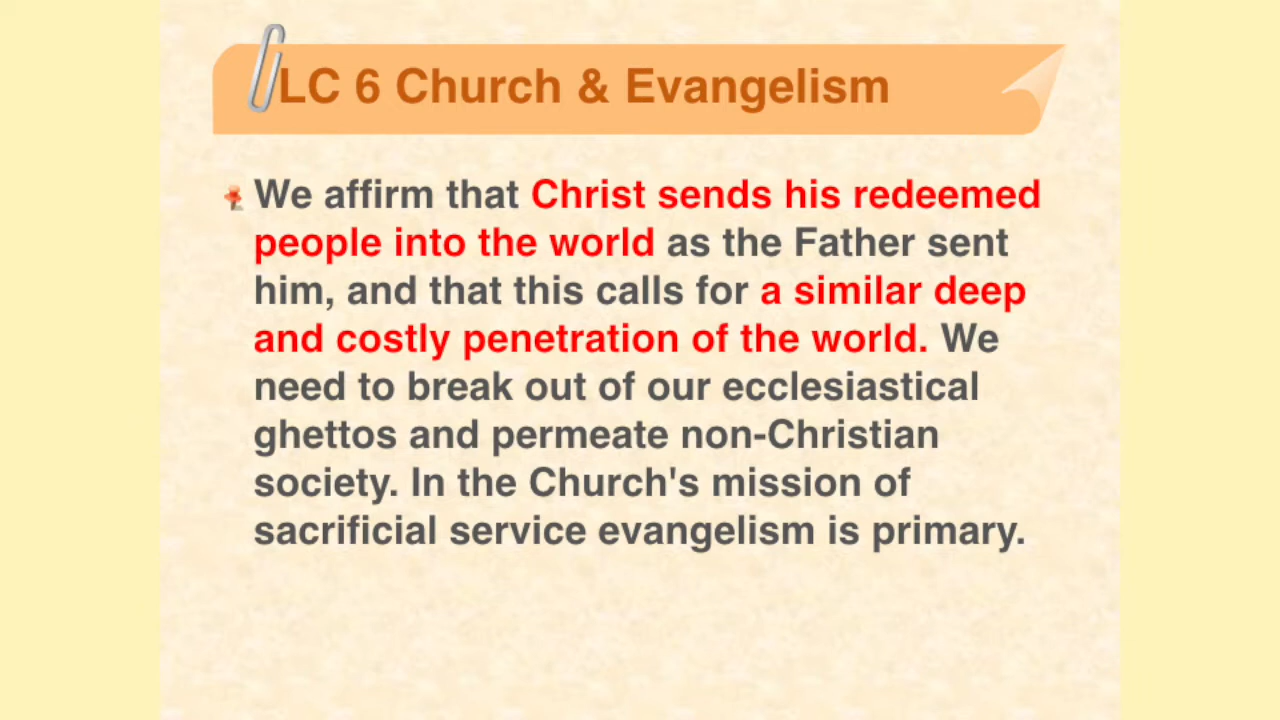 LC 6 Church & Evangelism
We affirm that Christ sends his redeemed
people into the world as the Father sent
him, and that this calls for a similar deep
and costly penetration of the world. We
need to break out of our ecclesiastical
ghettos and permeate non-Christian
society. In the Church's mission of
sacrificial service evangelism is primary.